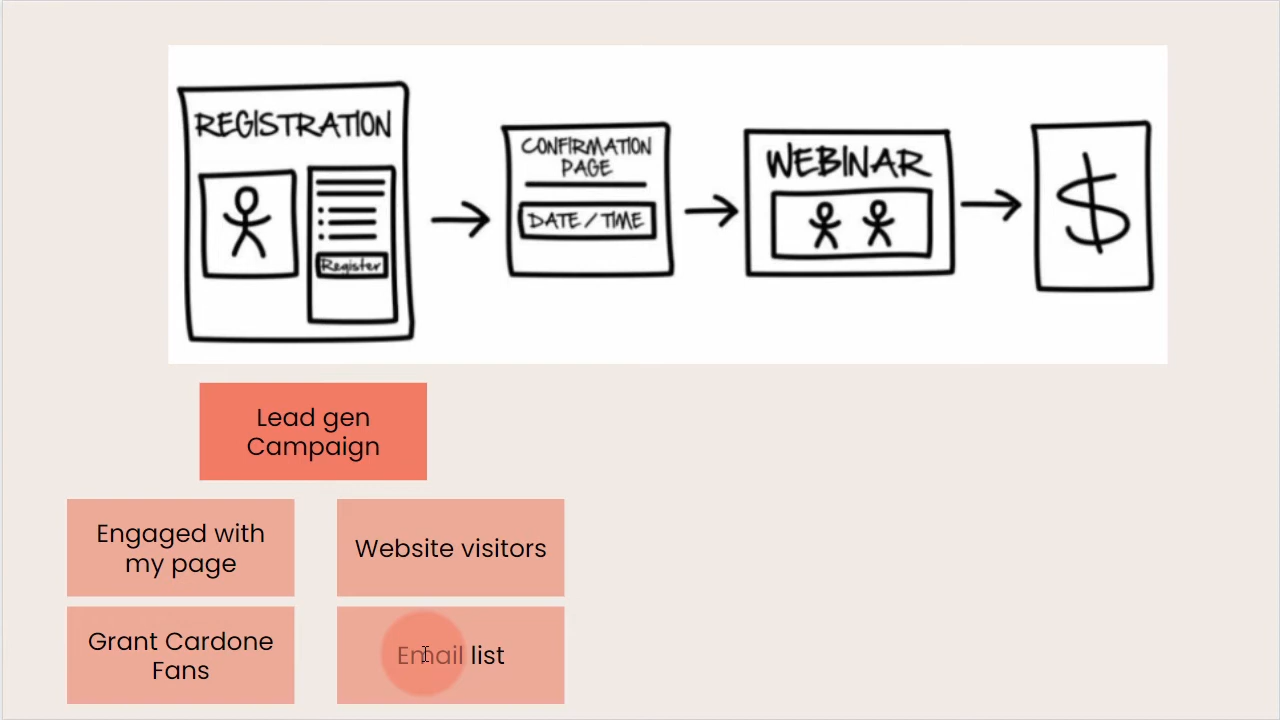 REGISTRATION
Register
CONFIRMATION
PAGE
DATE / TIME
WEBINAR
$
Lead gen
Campaign
Engaged with
my page
Website visitors
Grant Cardone
Fans
Email list